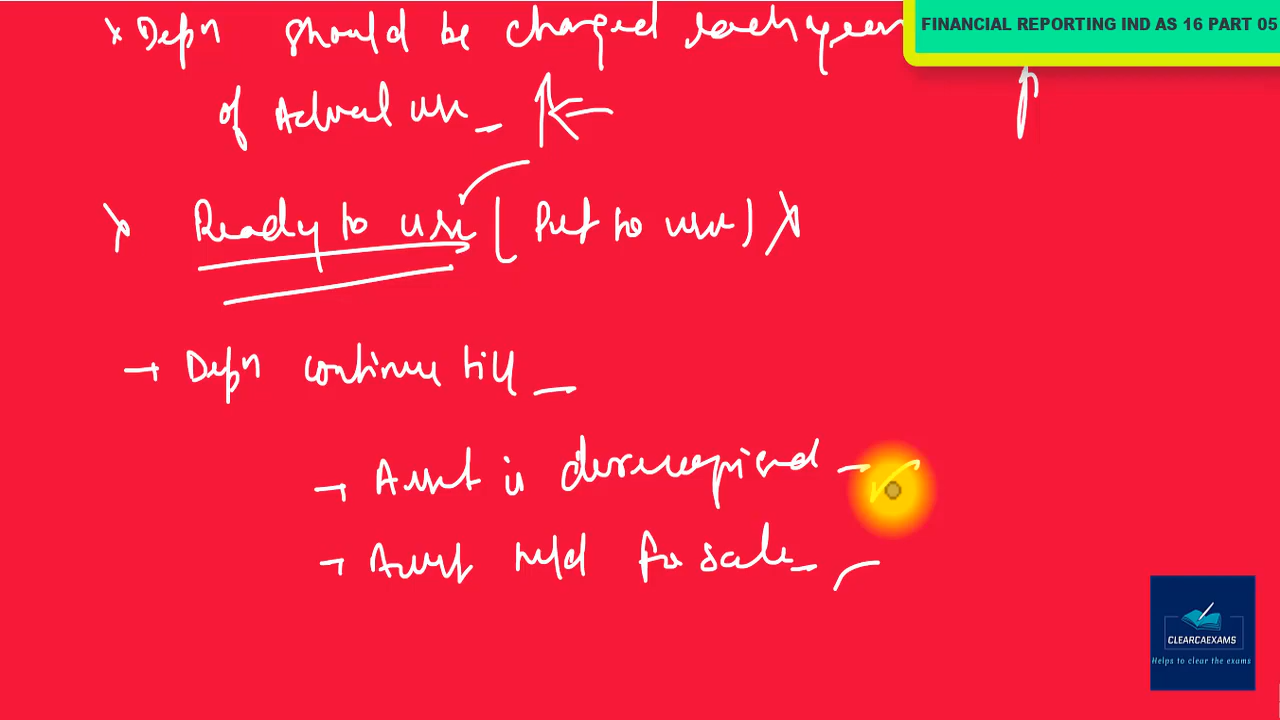 FINANCIAL REPORTING IND AS 16 PART 05
* Depn should be charged each year
of Actual use
* Ready to use (Put to use) X
→ Depn continue till
→ Asset is derecognised
→ Asset held for sale
CLEARCAEXAMS
Helps to clear the exams